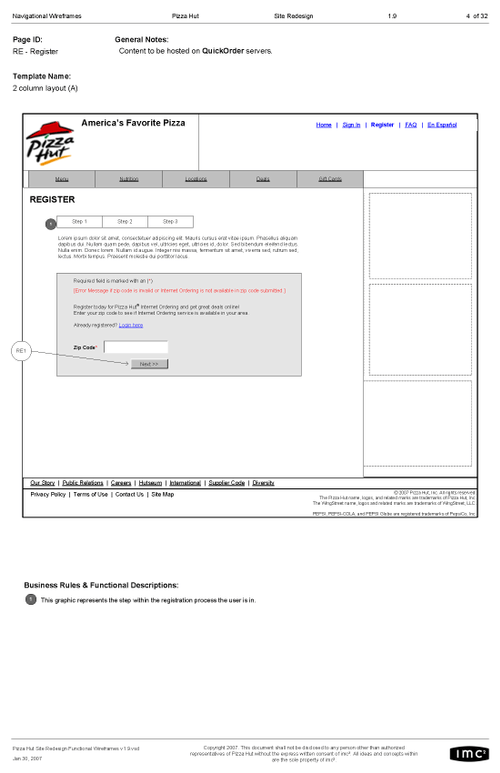 Navigational Wireframes Pizza Hut Site Redesign 1.9 4 of 32
Page ID: General Notes:
RE - Register Content to be hosted on QuickOrder servers.
Template Name:
2 column layout (A)
America's Favorite Pizza
Home | Sign In | Register | FAQ | En Español
Pizza Hut
Menu Nutrition Locations Deals Gift Cards
REGISTER
1 Step 1 Step 2 Step 3
Lorem ipsum dolor sit amet, consectetuer adipiscing elit. Mauris cursus erat vitae ipsum. Phasellus aliquam
dapibus dui. Nullam quam pede, dapibus vel, ultricies eget, ultrices id, dolor. Sed bibendum eleifend lectus.
Nulla enim. Donec lorem. Nullam id augue. Integer nisi massa, fermentum sit amet, viverra sed, rutrum sed,
lectus. Morbi tempus. Praesent molestie dui porttitor lacus.
Required field is marked with an (*)
[Error Message if zip code is invalid or Internet Ordering is not available in zip code submitted.]
Register today for Pizza Hut® Internet Ordering and get great deals online!
Enter your zip code to see if Internet Ordering service is available in your area.
Already registered? Login here
RE1
Zip Code*
Next >>
Our Story | Public Relations | Careers | Hutseum | International | Supplier Code | Diversity
Privacy Policy | Terms of Use | Contact Us | Site Map
© 2007 Pizza Hut, Inc. All rights reserved.
The Pizza Hut name, logos, and related marks are trademarks of Pizza Hut, Inc.
The WingStreet name, logos and related marks are trademarks of WingStreet, LLC.
PEPSI, PEPSI-COLA, and PEPSI Globe are registered trademarks of PepsiCo, Inc.
Business Rules & Functional Descriptions:
1 This graphic represents the step within the registration process the user is in.
Pizza Hut Site Redesign Functional Wireframes v.1.9.vsd
Jan 30, 2007
Copyright 2007. This document shall not be disclosed to any person other than authorized
representatives of Pizza Hut without the express written consent of imc². All ideas and concepts within
are the sole property of imc²
imc²